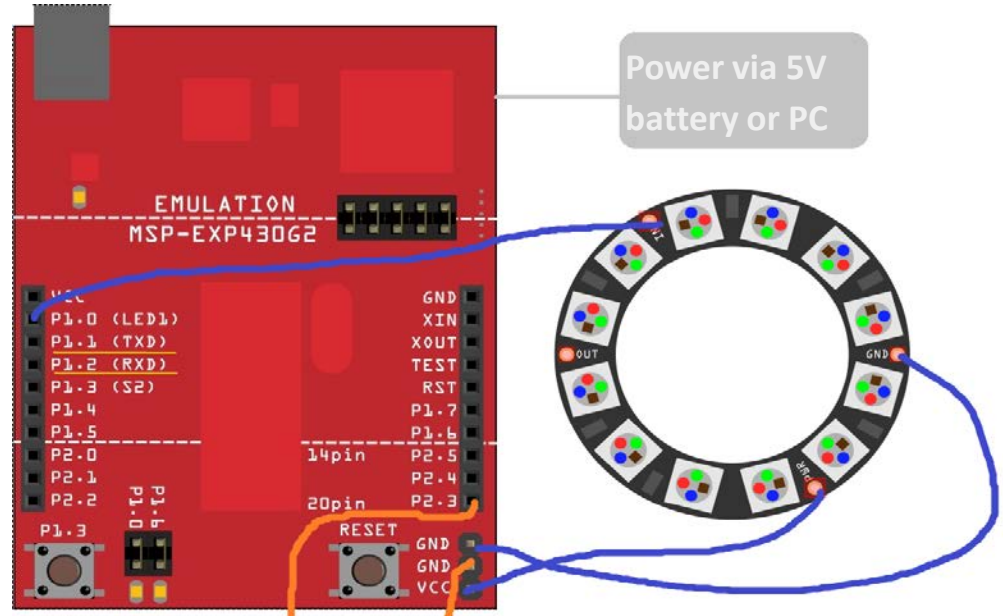 Power via 5V
battery or PC
EMULATION
MSP-EXP430G2
VCC
P1.0 (LED1)
P1.1 (TXD)
P1.2 (RXD)
P1.3 (S2)
P1.4
P1.5
P2.0
P2.1
P2.2
GND
XIN
XOUT
TEST
RST
P1.7
P1.6
14pin P2.5
P2.4
20pin P2.3
P1.3
P1.0
P1.6
RESET
GND
GND
VCC
IN
OUT
GND
PWR